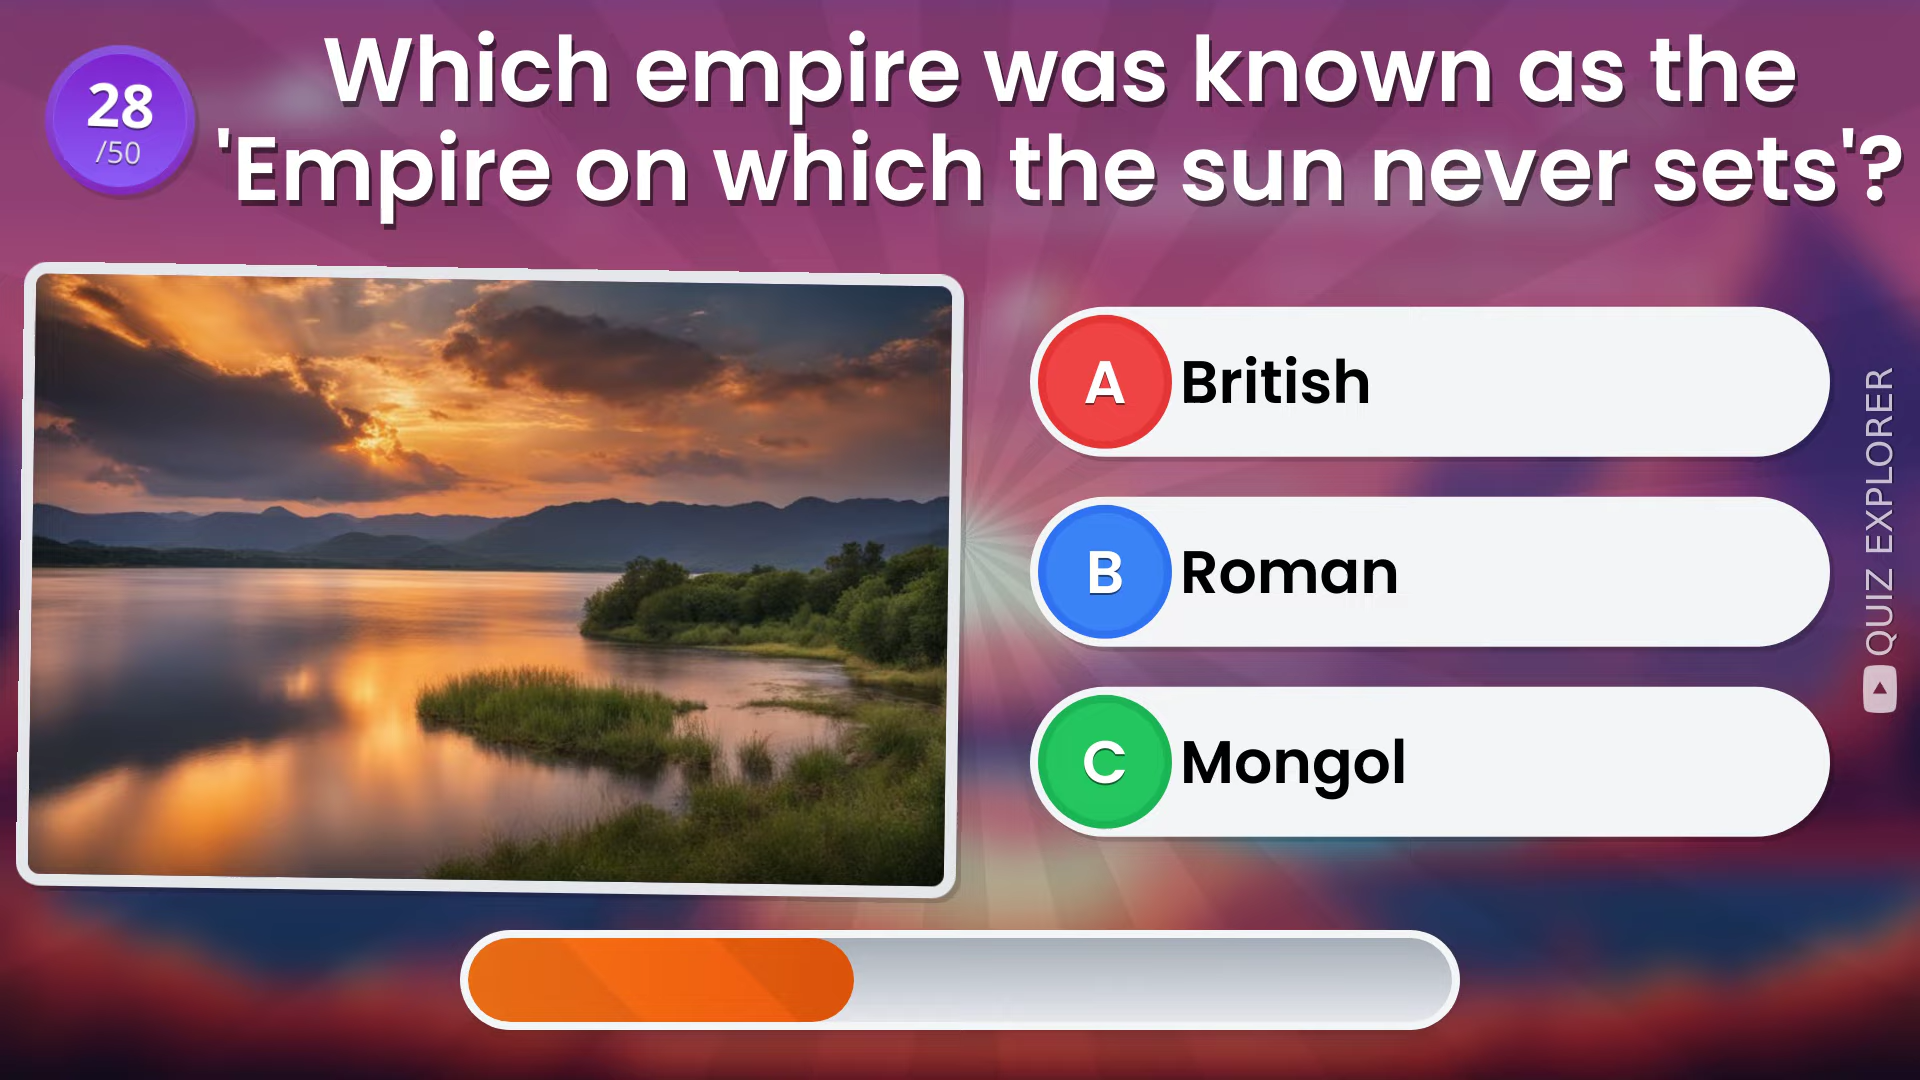 28
/50
Which empire was known as the
'Empire on which the sun never sets'?
A British
B Roman
C Mongol
QUIZ EXPLORER